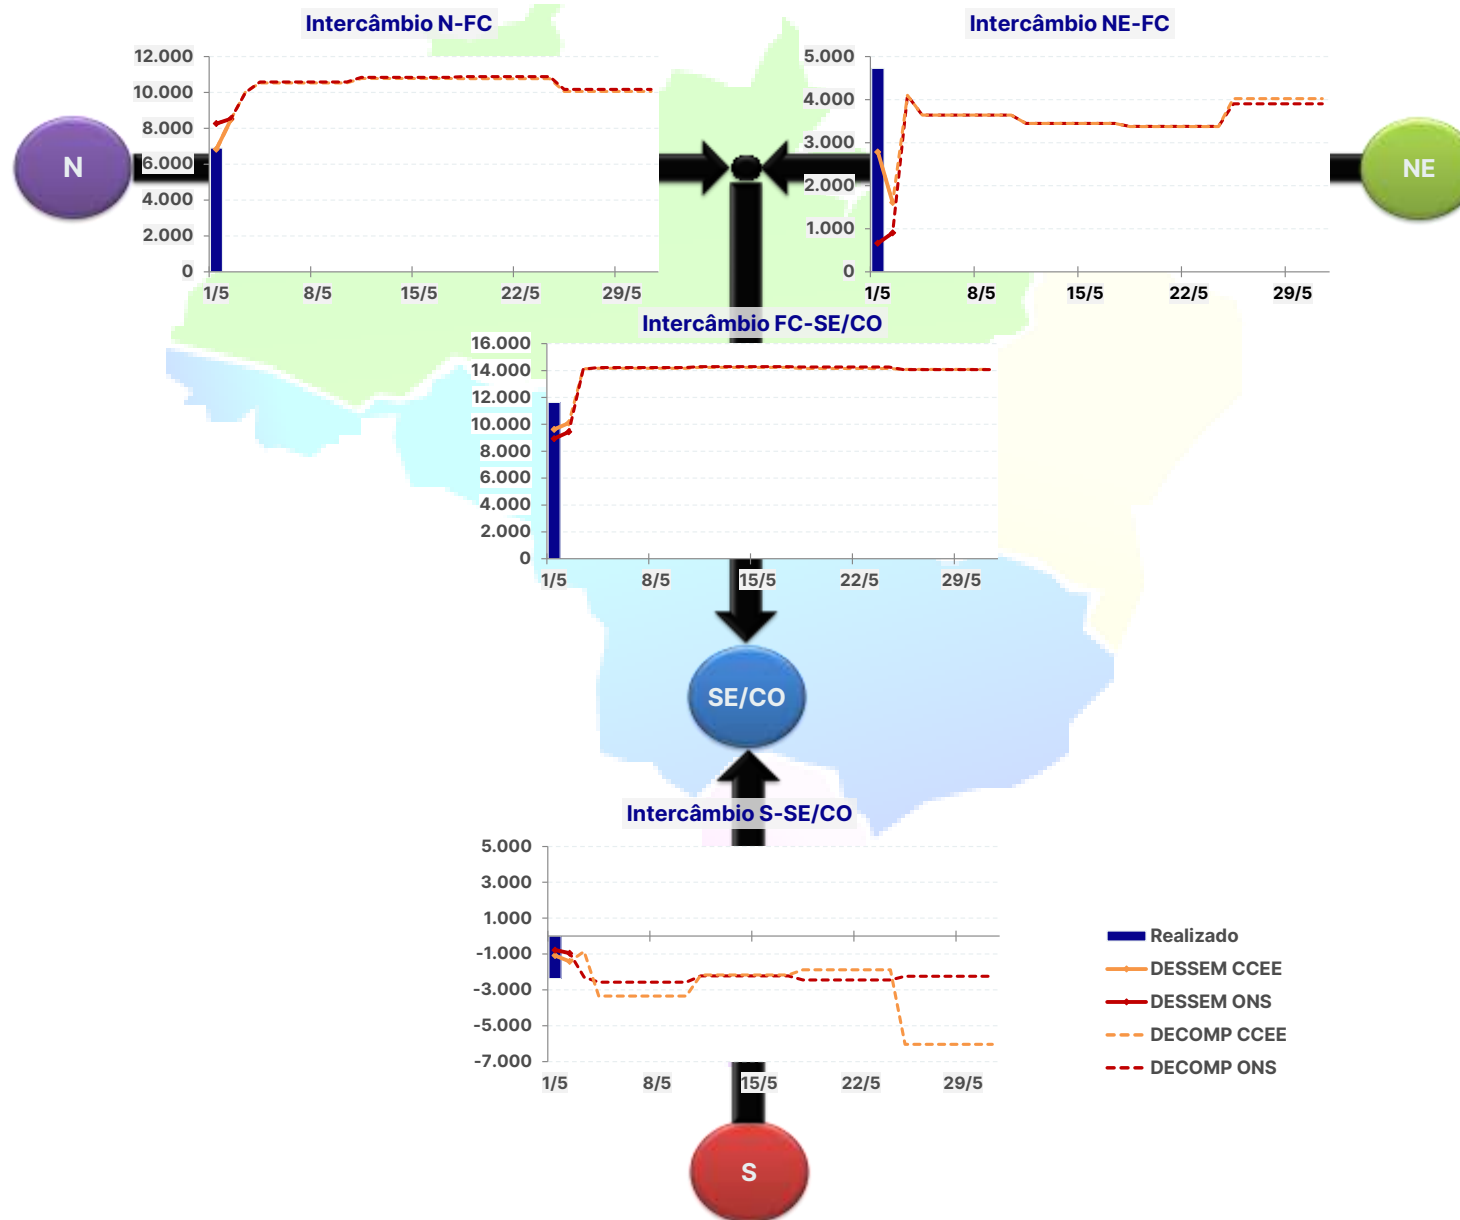 Intercâmbio N-FC
12.000
10.000
8.000
6.000
4.000
2.000
0
1/5 8/5 15/5 22/5 29/5
N
Intercâmbio NE-FC
5.000
4.000
3.000
2.000
1.000
0
1/5 8/5 15/5 22/5 29/5
NE
Intercâmbio FC-SE/CO
16.000
14.000
12.000
10.000
8.000
6.000
4.000
2.000
0
1/5 8/5 15/5 22/5 29/5
SE/CO
Intercâmbio S-SE/CO
5.000
3.000
1.000
-1.000
-3.000
-5.000
-7.000
1/5 8/5 15/5 22/5 29/5
Realizado
DESSEM CCEE
DESSEM ONS
DECOMP CCEE
DECOMP ONS
S